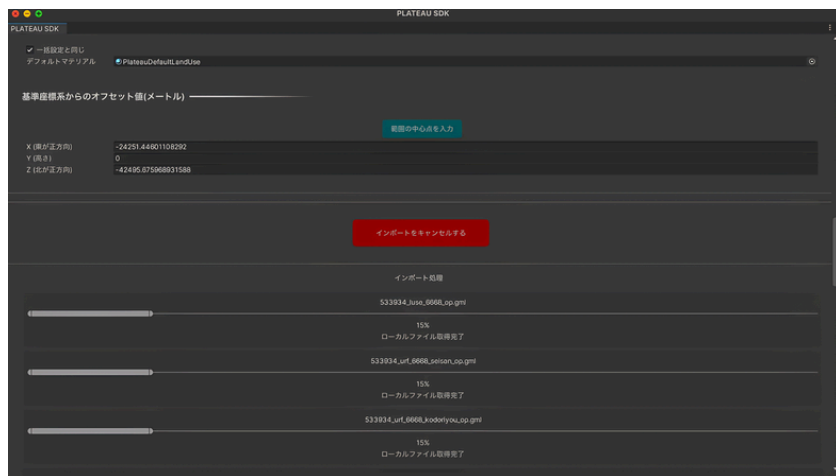 PLATEAU SDK
PLATEAU SDK
一括設定と同じ
デフォルトマテリアル PlateauDefaultLandUse
基準座標系からのオフセット値(メートル)
範囲の中心点を入力
X (東が正方向) -24251.44601108292
Y (高さ) 0
Z (北が正方向) -42495.675968931588
インポートをキャンセルする
インポート処理
533934_luse_6668_op.gml
15%
ローカルファイル取得完了
533934_urf_6668_seisan_op.gml
15%
ローカルファイル取得完了
533934_urf_6668_kodoriyou_op.gml
15%
ローカルファイル取得完了